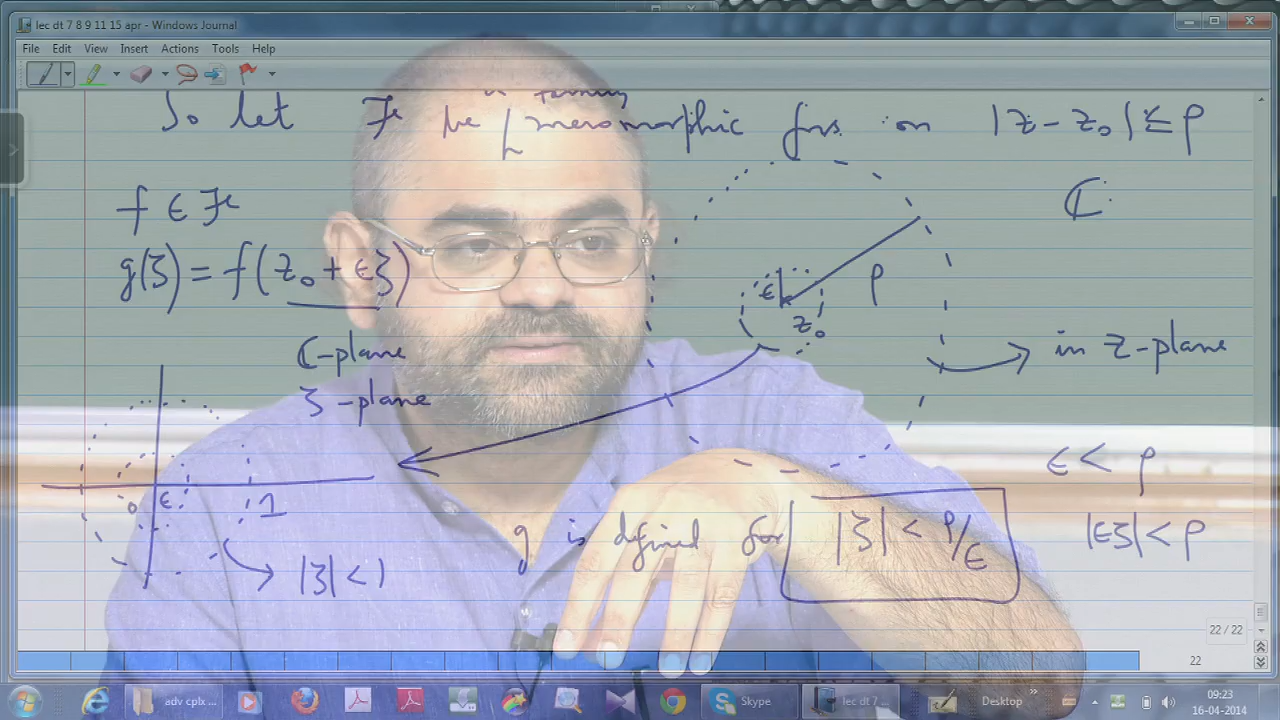 lec dt 7 8 9 11 15 apr - Windows Journal
File Edit View Insert Actions Tools Help
a family
So let ℱ be meromorphic fns. on |z - z₀| ≤ ρ
f ∈ ℱ
ℂ
g(ζ) = f(z₀ + εζ)
ε ρ
z₀
ℂ-plane
in z-plane
ζ-plane
ε < ρ
0 ε 1
g is defined for |ζ| < ρ/ε
|εζ| < ρ
|ζ| < 1
22 / 22
22
adv cplx ...
Skype
lec dt 7 ...
Desktop
09:23
16-04-2014